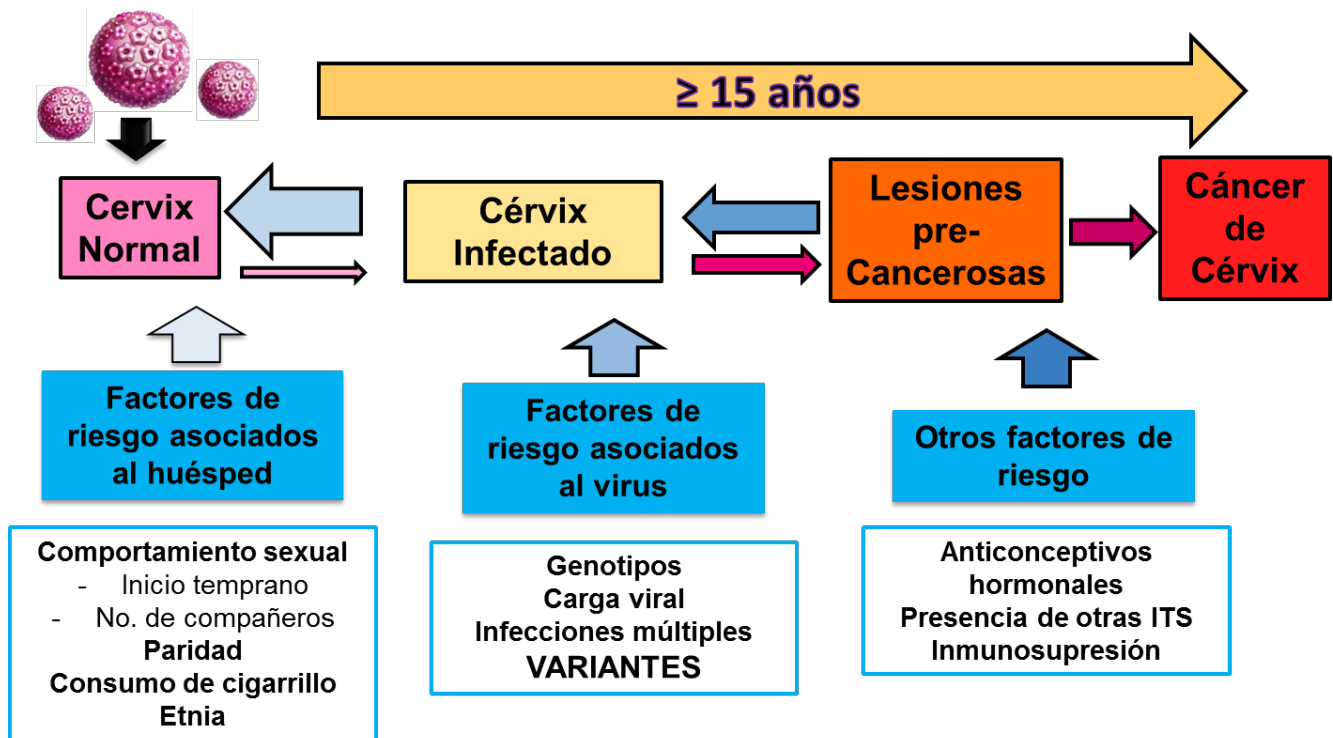 ≥ 15 años
Cervix
Normal
Cérvix
Infectado
Lesiones
pre-
Cancerosas
Cáncer
de
Cérvix
Factores de
riesgo asociados
al huésped
Factores de
riesgo asociados
al virus
Otros factores de
riesgo
Comportamiento sexual
- Inicio temprano
- No. de compañeros
Paridad
Consumo de cigarrillo
Etnia
Genotipos
Carga viral
Infecciones múltiples
VARIANTES
Anticonceptivos
hormonales
Presencia de otras ITS
Inmunosupresión